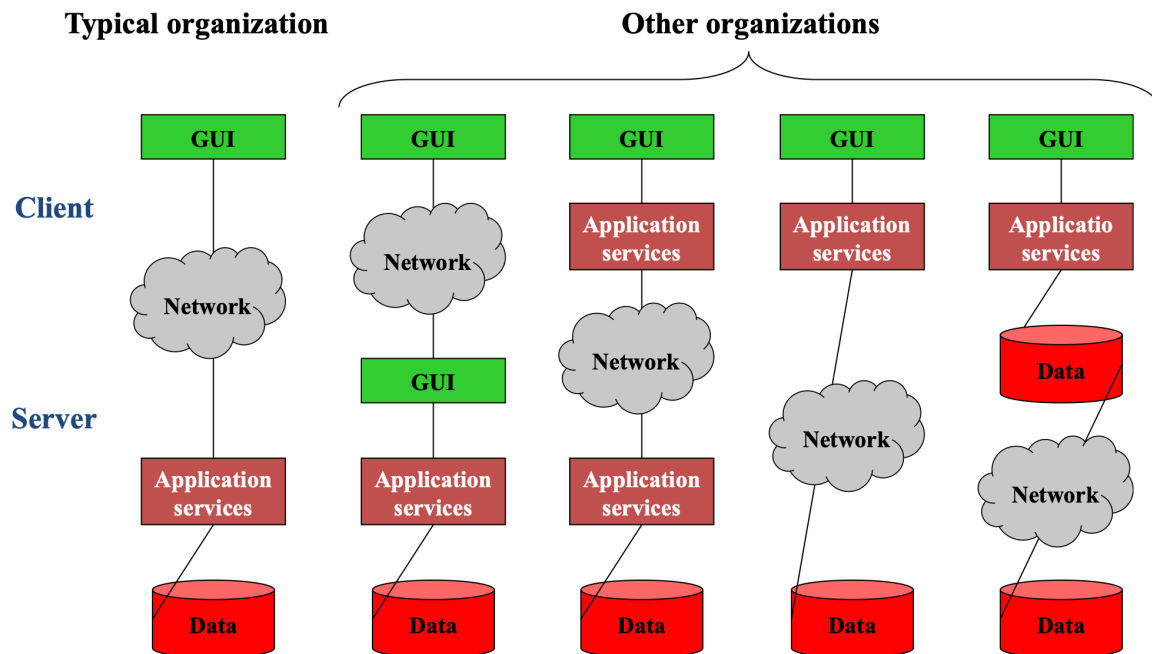 Typical organization
Other organizations
GUI
GUI
GUI
GUI
GUI
Client
Application
services
Application
services
Applicatio
services
Network
Network
Network
Data
GUI
Server
Network
Network
Application
services
Application
services
Application
services
Data
Data
Data
Data
Data